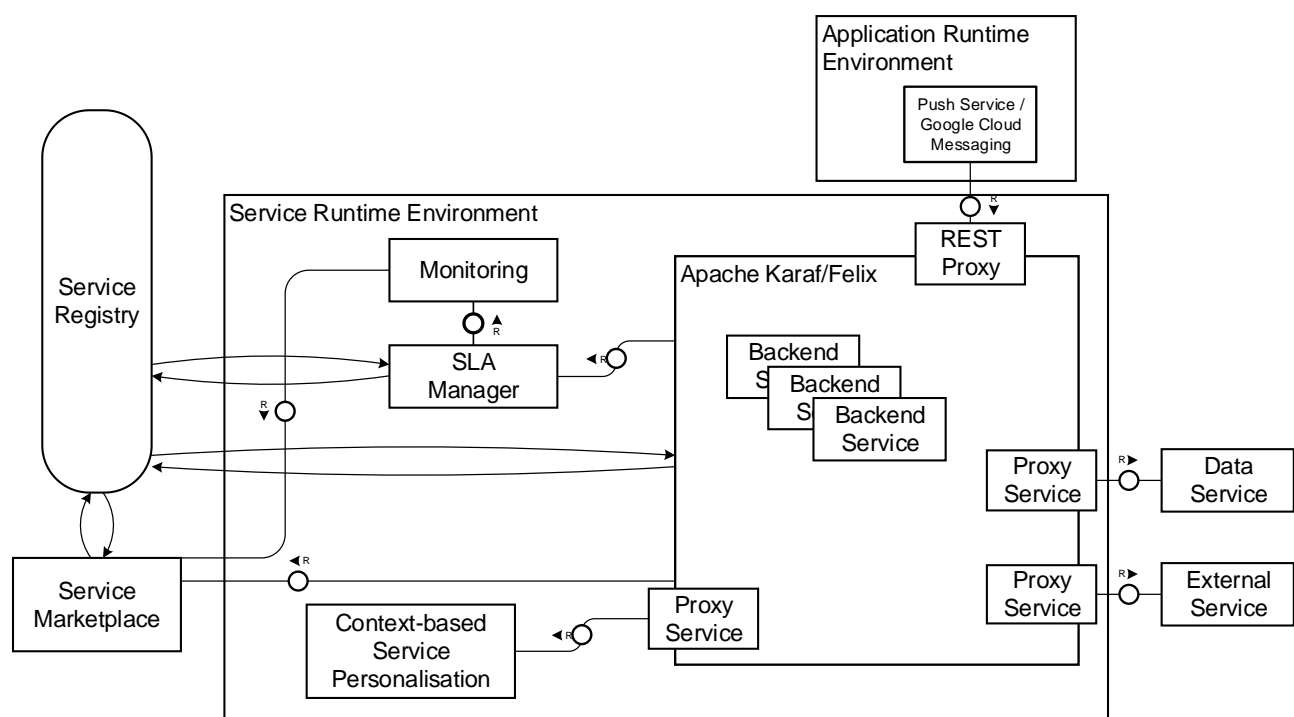 Application Runtime
Environment
Push Service /
Google Cloud
Messaging
R
Service Runtime Environment
REST
Proxy
Monitoring
Apache Karaf/Felix
Service
Registry
R
SLA
Manager
R
Backend
S
Backend
S
Backend
Service
R
Proxy
Service
R
Data
Service
R
Service
Marketplace
Proxy
Service
R
External
Service
Context-based
Service
Personalisation
R
Proxy
Service